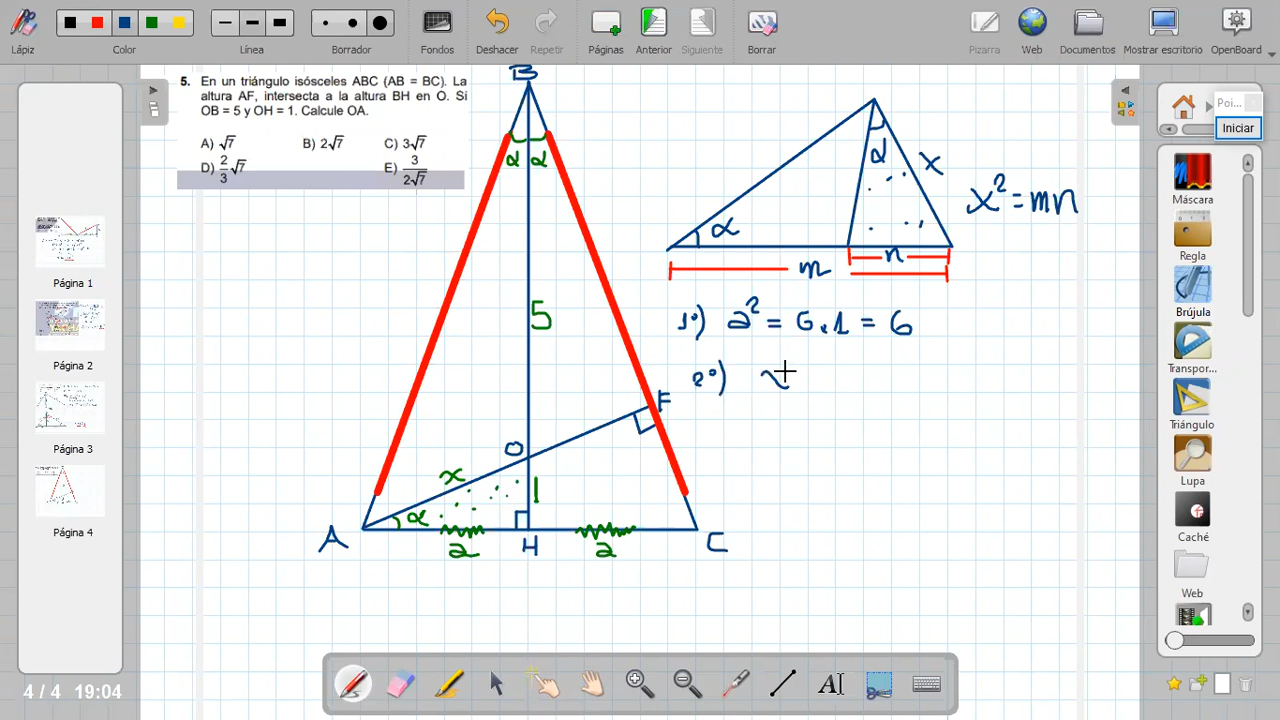 Lápiz
Color
Línea
Borrador
Fondos
Deshacer
Repetir
Páginas
Anterior
Siguiente
Borrar
Pizarra
Web
Documentos
Mostrar escritorio
OpenBoard
5. En un triángulo isósceles ABC (AB = BC). La
altura AF, intersecta a la altura BH en O. Si
OB = 5 y OH = 1. Calcule OA.
A) √7 B) 2√7 C) 3√7
D) 2/3 √7 E) 3/(2√7)
B
α α
5
F
O
x
1
α
A
a
H
a
C
α
x
x² = mn
α
n
m
1°) a² = 6.1 = 6
2°)
Página 1
Página 2
Página 3
Página 4
4 / 4 19:04
Poi...
Iniciar
Máscara
Regla
Brújula
Transpor...
Triángulo
Lupa
Caché
Web